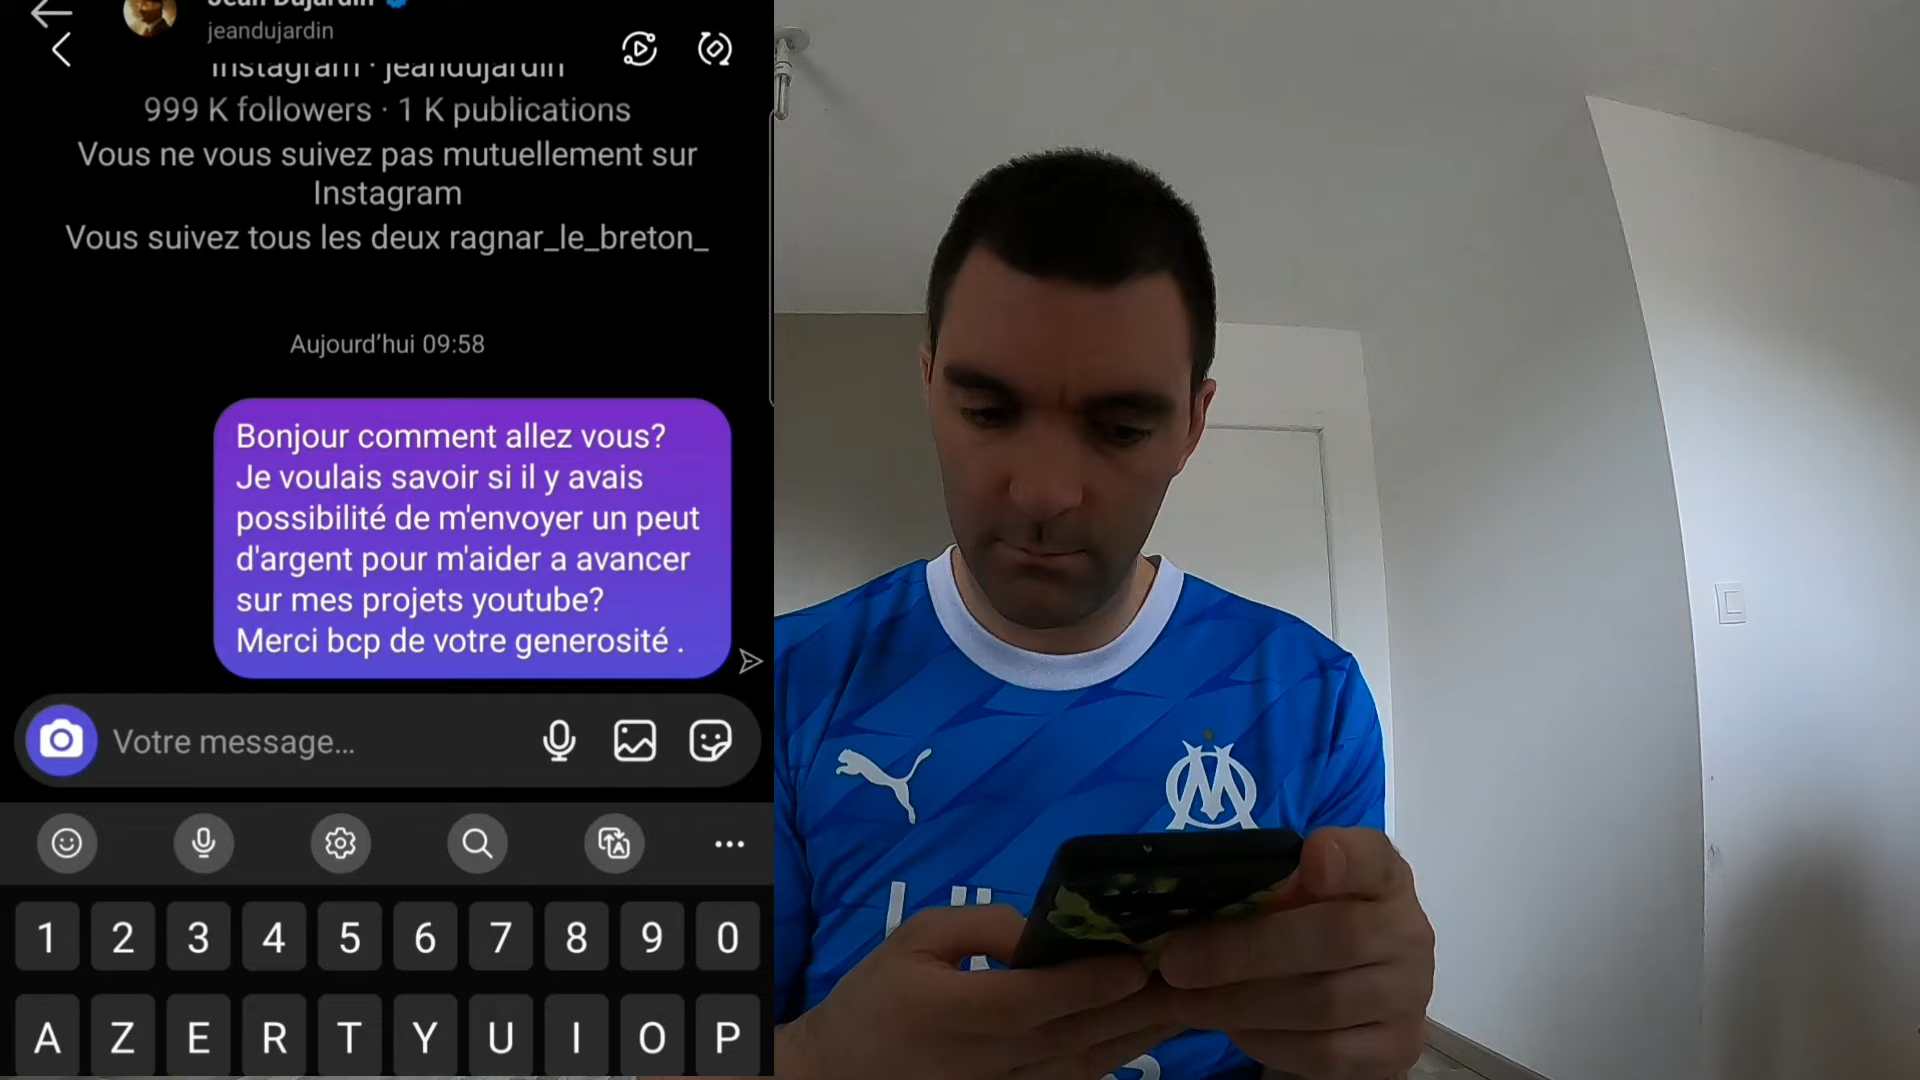 Jean Dujardin
jeandujardin
Instagram · jeandujardin
999 K followers · 1 K publications
Vous ne vous suivez pas mutuellement sur
Instagram
Vous suivez tous les deux ragnar_le_breton_
Aujourd'hui 09:58
Bonjour comment allez vous?
Je voulais savoir si il y avais
possibilité de m'envoyer un peut
d'argent pour m'aider a avancer
sur mes projets youtube?
Merci bcp de votre generosité .
Votre message...
1 2 3 4 5 6 7 8 9 0
A Z E R T Y U I O P